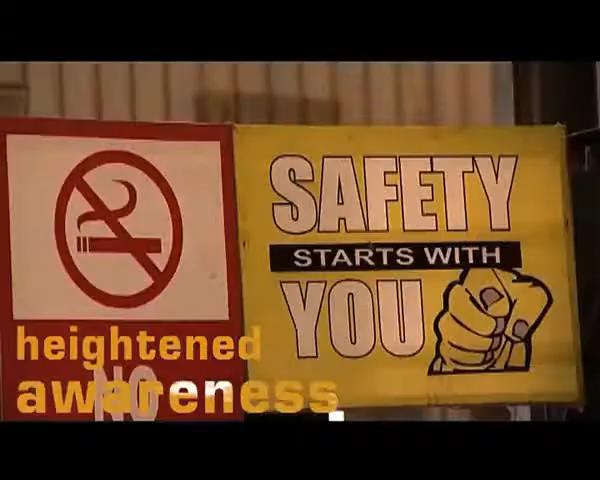 SAFETY
STARTS WITH
YOU
heightened
NO
awareness